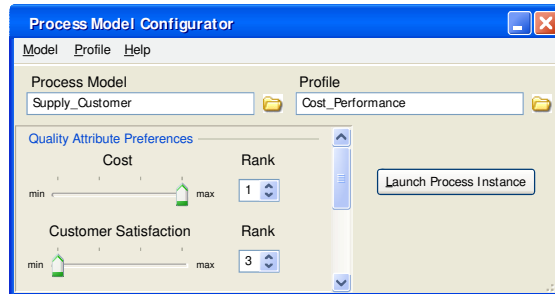 Process Model Configurator
Model Profile Help
Process Model Profile
Supply_Customer Cost_Performance
Quality Attribute Preferences
Cost Rank
min max 1
Launch Process Instance
Customer Satisfaction Rank
min max 3